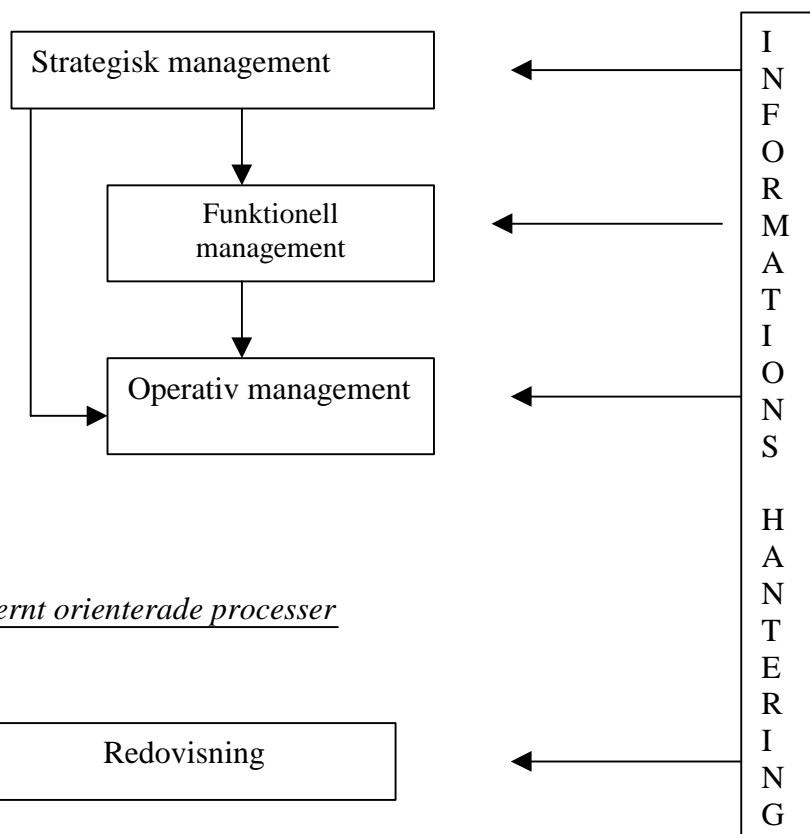 Strategisk management
Funktionell
management
Operativ management
ernt orienterade processer
Redovisning
I
N
F
O
R
M
A
T
I
O
N
S
H
A
N
T
E
R
I
N
G